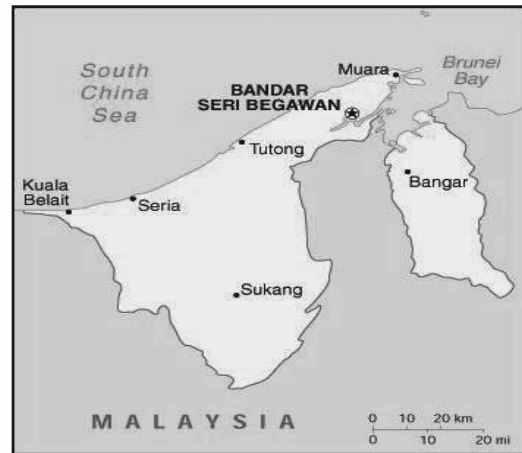 South
China
Sea
Muara
Brunei
Bay
BANDAR
SERI BEGAWAN
Tutong
Bangar
Kuala
Belait
Seria
Sukang
MALAYSIA
0 10 20 km
0 10 20 mi